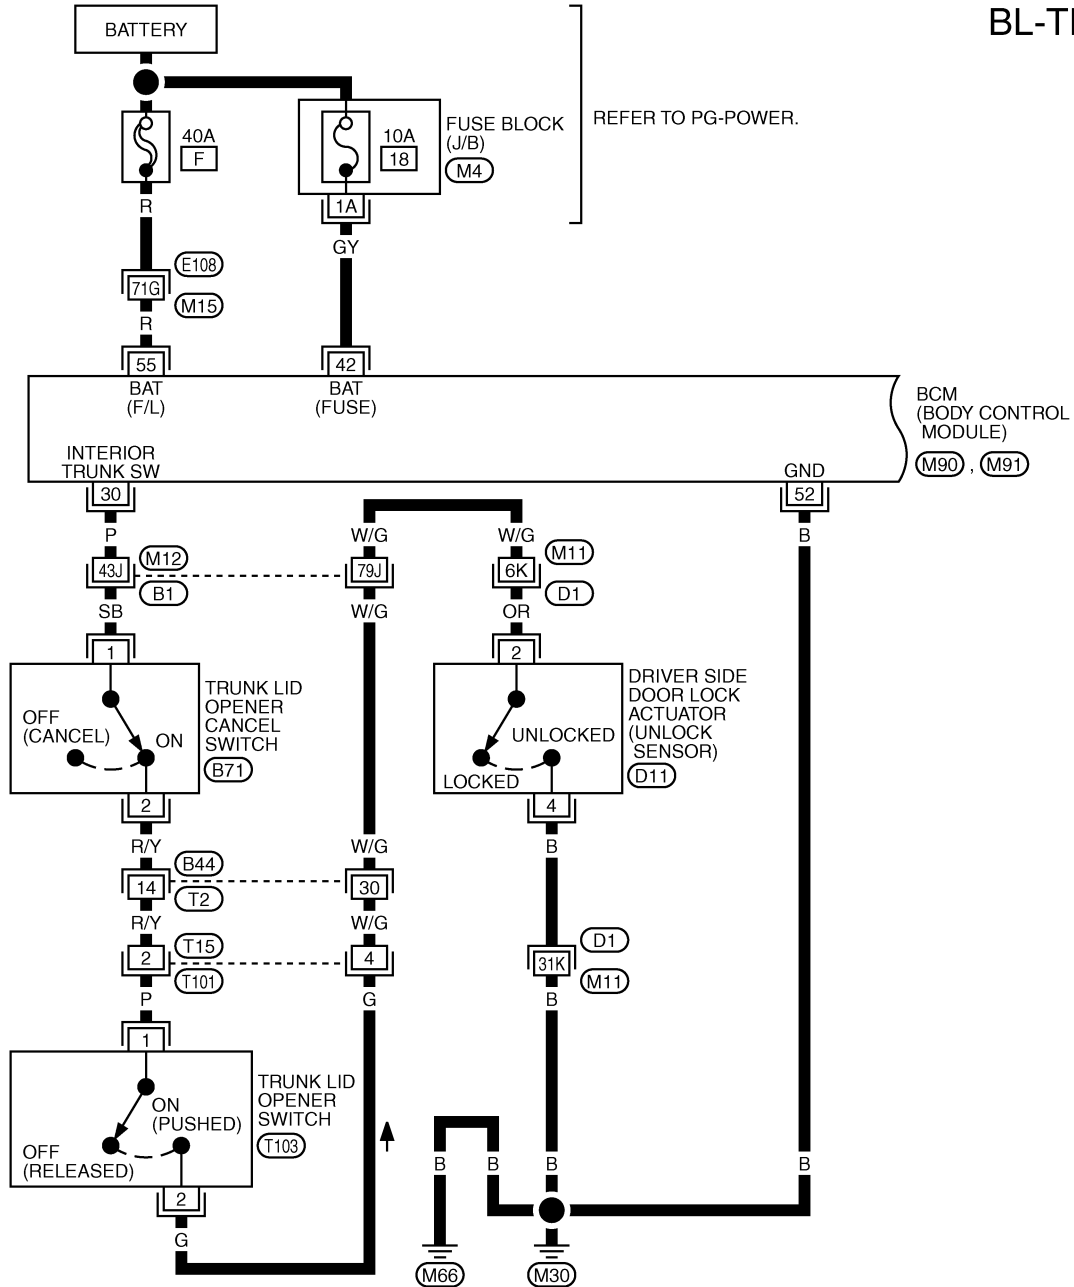 BL-T
BATTERY
REFER TO PG-POWER.
40A
F
10A
18
FUSE BLOCK
(J/B)
M4
R
1A
GY
E108
71G
M15
R
55
42
BAT
(F/L)
BAT
(FUSE)
BCM
(BODY CONTROL
MODULE)
M90 , M91
INTERIOR
TRUNK SW
GND
30
52
P
W/G
W/G
B
43J
M12
B1
79J
6K
M11
D1
SB
W/G
OR
1
2
OFF
(CANCEL)
ON
TRUNK LID
OPENER
CANCEL
SWITCH
B71
UNLOCKED
LOCKED
DRIVER SIDE
DOOR LOCK
ACTUATOR
(UNLOCK
SENSOR)
D11
2
4
R/Y
W/G
B
14
B44
T2
30
R/Y
W/G
2
T15
T101
4
31K
D1
M11
P
G
B
1
ON
(PUSHED)
OFF
(RELEASED)
TRUNK LID
OPENER
SWITCH
T103
2
G
B
B
B
B
M66
M30